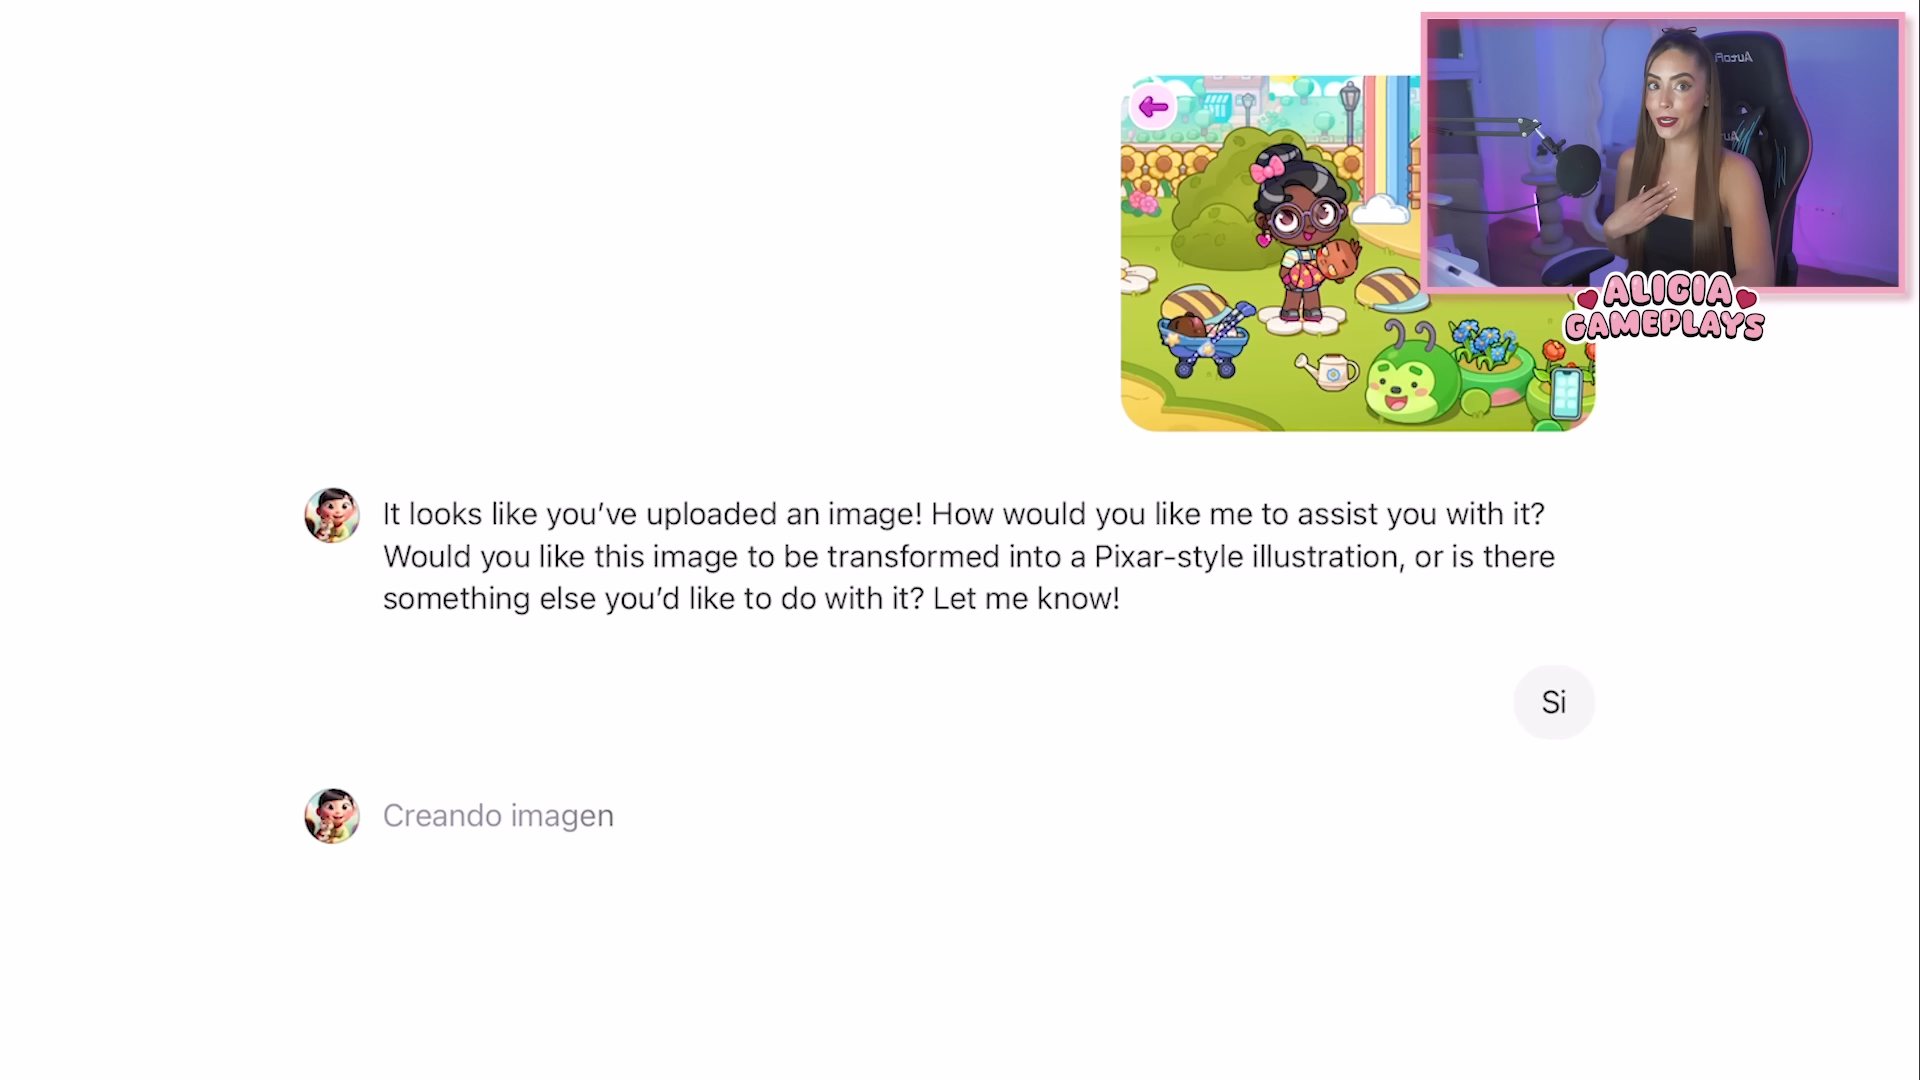 AuroA
ALICIA
GAMEPLAYS
It looks like you’ve uploaded an image! How would you like me to assist you with it?
Would you like this image to be transformed into a Pixar-style illustration, or is there
something else you’d like to do with it? Let me know!
Si
Creando imagen